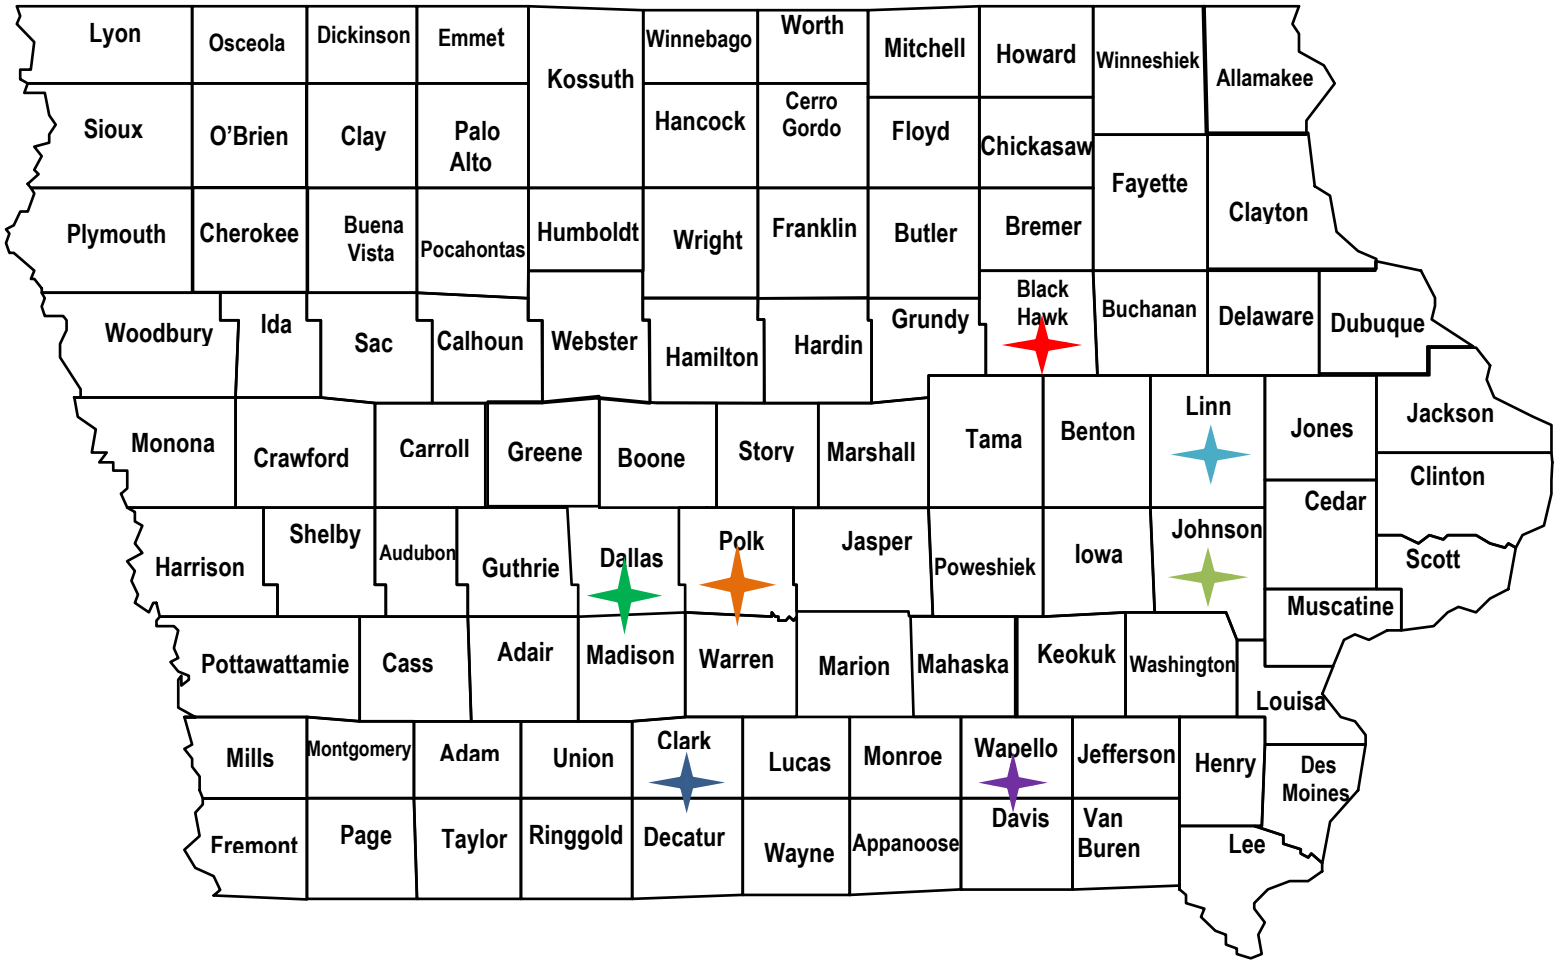 Lyon
Osceola
Dickinson
Emmet
Kossuth
Winnebago
Worth
Mitchell
Howard
Winneshiek
Allamakee
Sioux
O’Brien
Clay
Palo
Alto
Hancock
Cerro
Gordo
Floyd
Chickasaw
Fayette
Clayton
Plymouth
Cherokee
Buena
Vista
Pocahontas
Humboldt
Wright
Franklin
Butler
Bremer
Woodbury
Ida
Sac
Calhoun
Webster
Hamilton
Hardin
Grundy
Black
Hawk
Buchanan
Delaware
Dubuque
Monona
Crawford
Carroll
Greene
Boone
Story
Marshall
Tama
Benton
Linn
Jones
Jackson
Clinton
Cedar
Harrison
Shelby
Audubon
Guthrie
Dallas
Polk
Jasper
Poweshiek
Iowa
Johnson
Scott
Muscatine
Pottawattamie
Cass
Adair
Madison
Warren
Marion
Mahaska
Keokuk
Washington
Louisa
Mills
Montgomery
Adam
Union
Clark
Lucas
Monroe
Wapello
Jefferson
Henry
Des
Moines
Fremont
Page
Taylor
Ringgold
Decatur
Wayne
Appanoose
Davis
Van
Buren
Lee